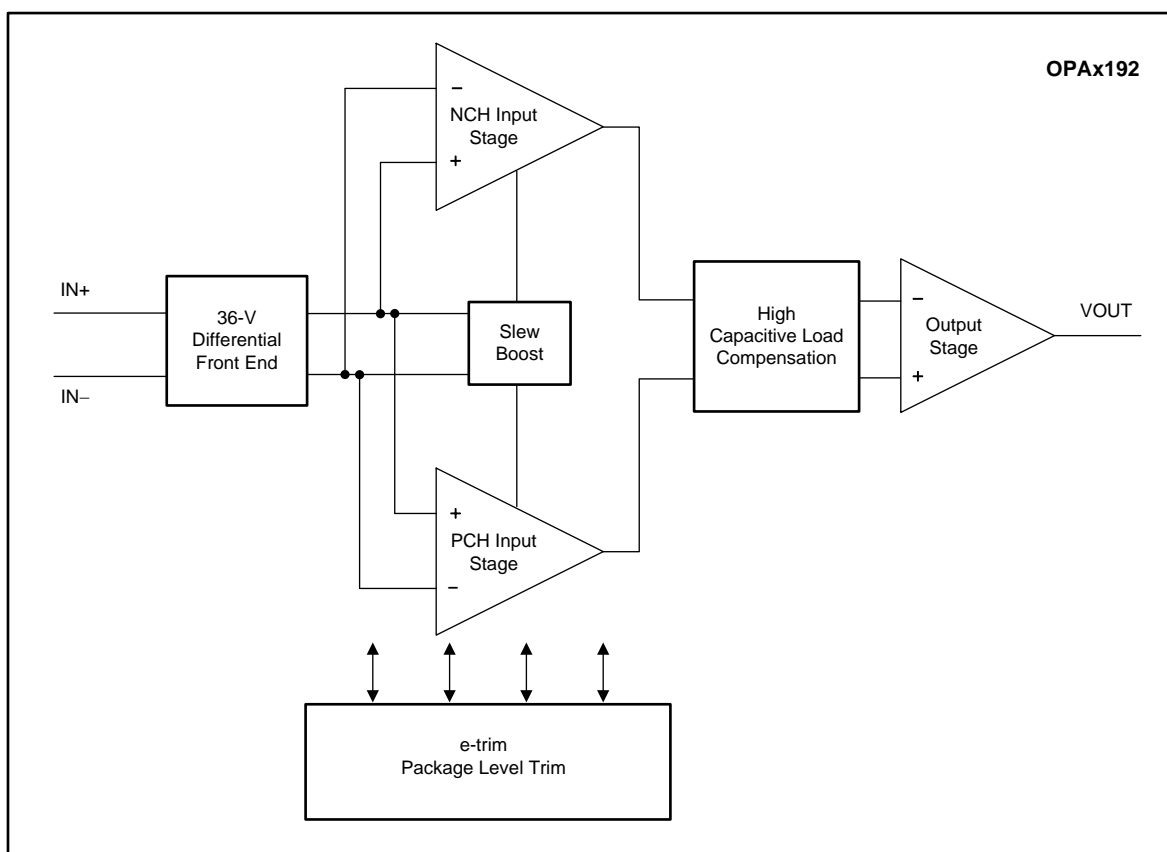 OPAx192
−
NCH Input
Stage
+
IN+
IN−
36-V
Differential
Front End
Slew
Boost
High
Capacitive Load
Compensation
−
Output
Stage
+
VOUT
+
PCH Input
Stage
−
e-trim
Package Level Trim